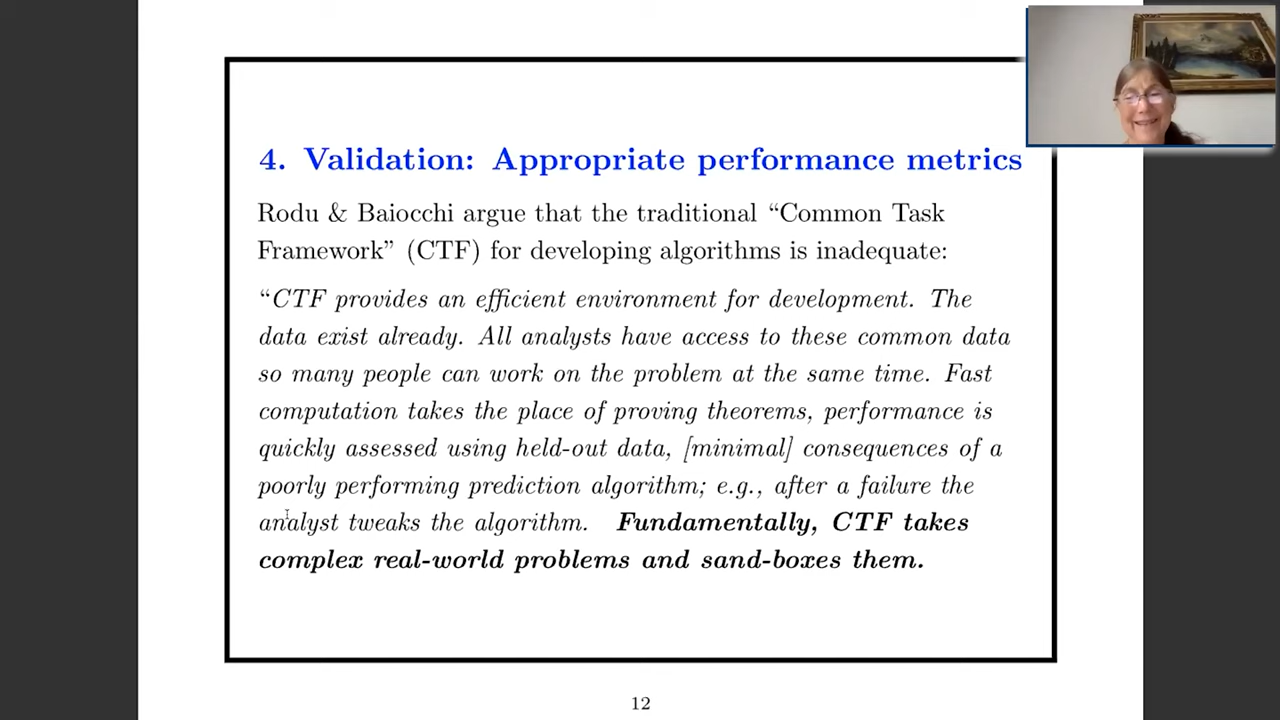 4. Validation: Appropriate performance metrics
Rodu & Baiocchi argue that the traditional “Common Task
Framework” (CTF) for developing algorithms is inadequate:
“CTF provides an efficient environment for development. The
data exist already. All analysts have access to these common data
so many people can work on the problem at the same time. Fast
computation takes the place of proving theorems, performance is
quickly assessed using held-out data, [minimal] consequences of a
poorly performing prediction algorithm; e.g., after a failure the
analyst tweaks the algorithm. Fundamentally, CTF takes
complex real-world problems and sand-boxes them.
12